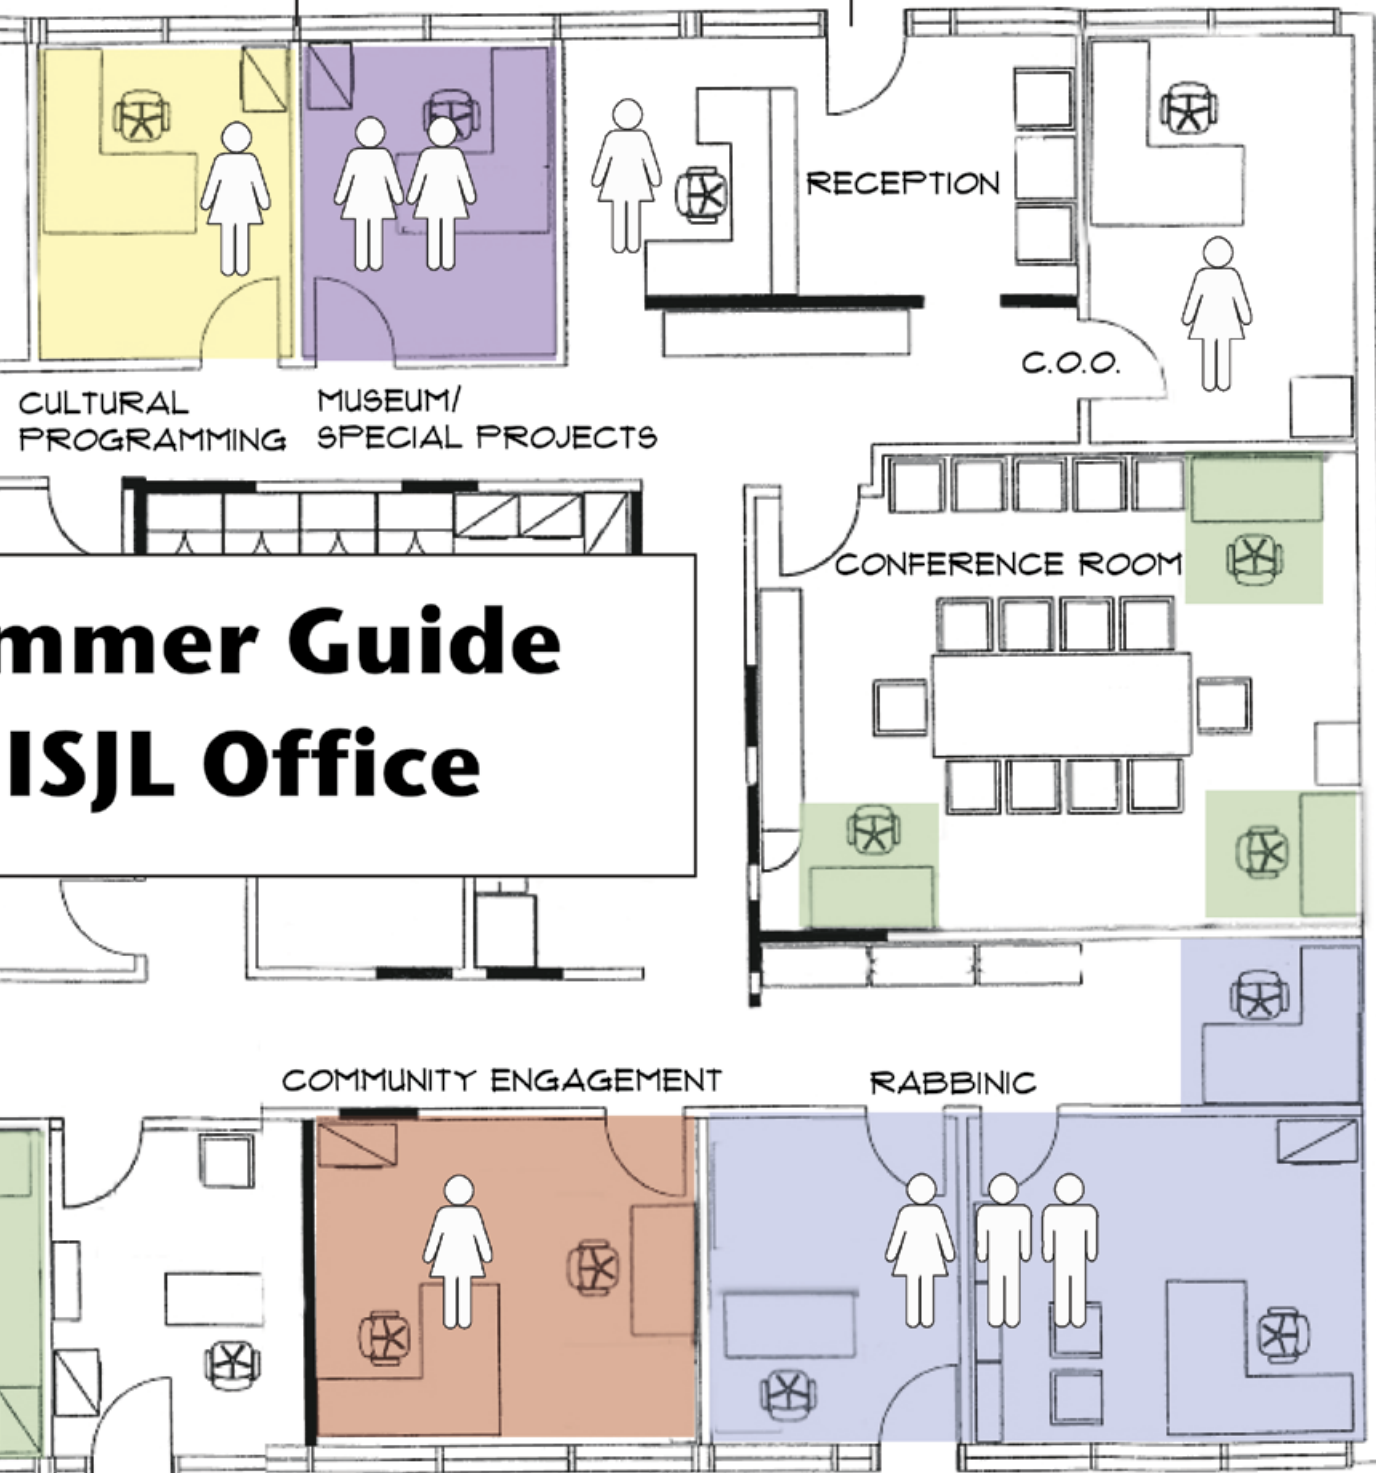 RECEPTION
C.O.O.
CULTURAL
PROGRAMMING
MUSEUM/
SPECIAL PROJECTS
CONFERENCE ROOM
mmer Guide
ISJL Office
COMMUNITY ENGAGEMENT
RABBINIC